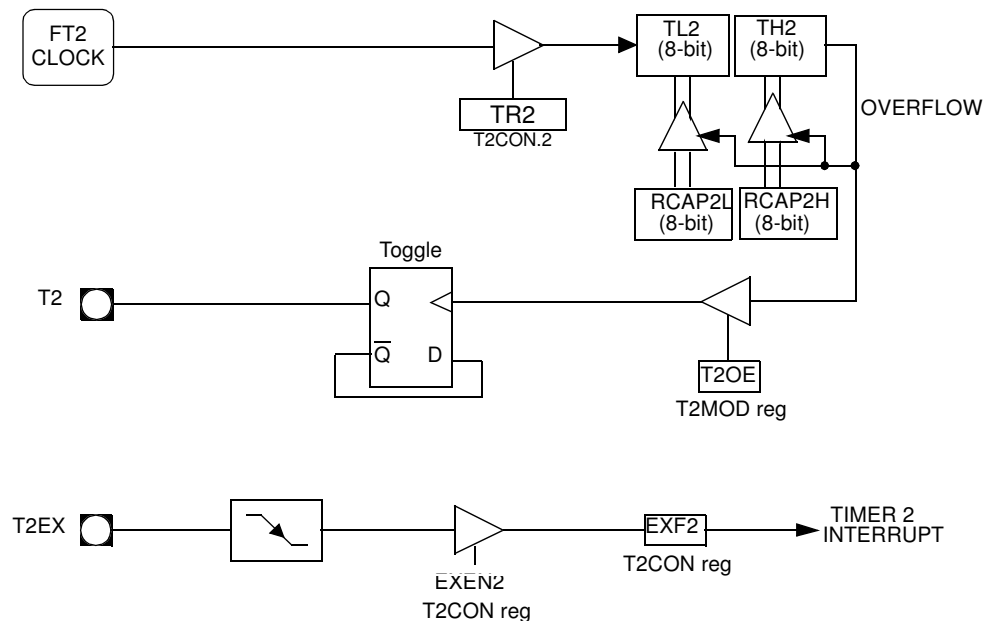 FT2
CLOCK
TR2
T2CON.2
TL2
(8-bit)
TH2
(8-bit)
OVERFLOW
RCAP2L
(8-bit)
RCAP2H
(8-bit)
Toggle
T2
Q
Q
D
T2OE
T2MOD reg
T2EX
EXEN2
T2CON reg
EXF2
T2CON reg
TIMER 2
INTERRUPT